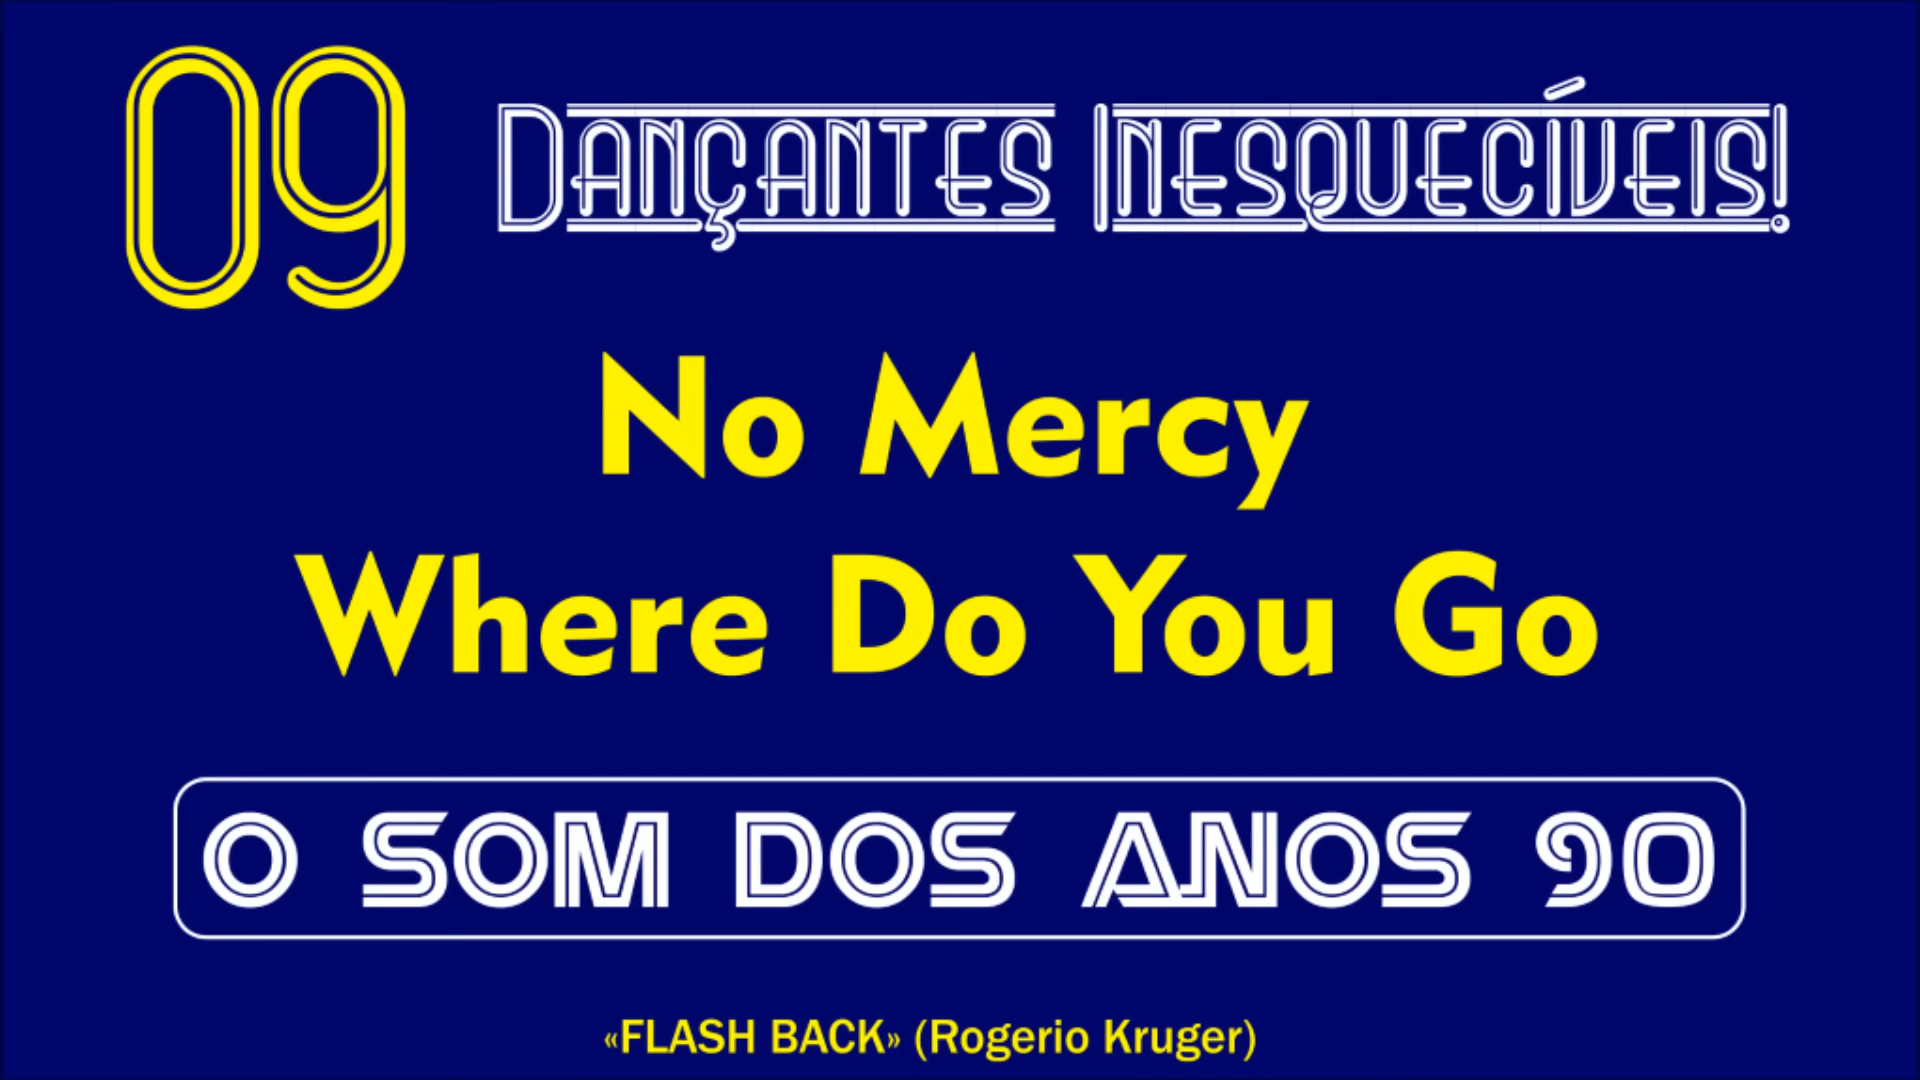 09 Dançantes Inesquecíveis!
No Mercy
Where Do You Go
O SOM DOS ANOS 90
«FLASH BACK» (Rogerio Kruger)